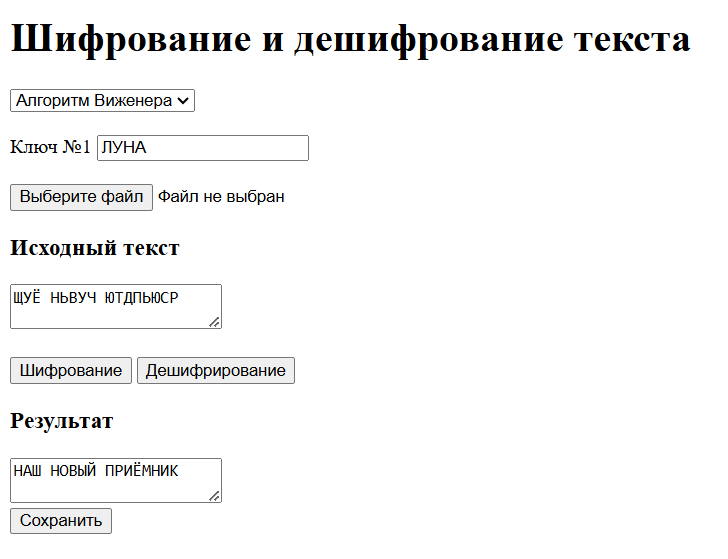 Шифрование и дешифрование текста
Алгоритм Виженера
Ключ №1 ЛУНА
Выберите файл Файл не выбран
Исходный текст
ЩУЁ НЬВУЧ ЮТДПЬЮСР
Шифрование Дешифрирование
Результат
НАШ НОВЫЙ ПРИЁМНИК
Сохранить